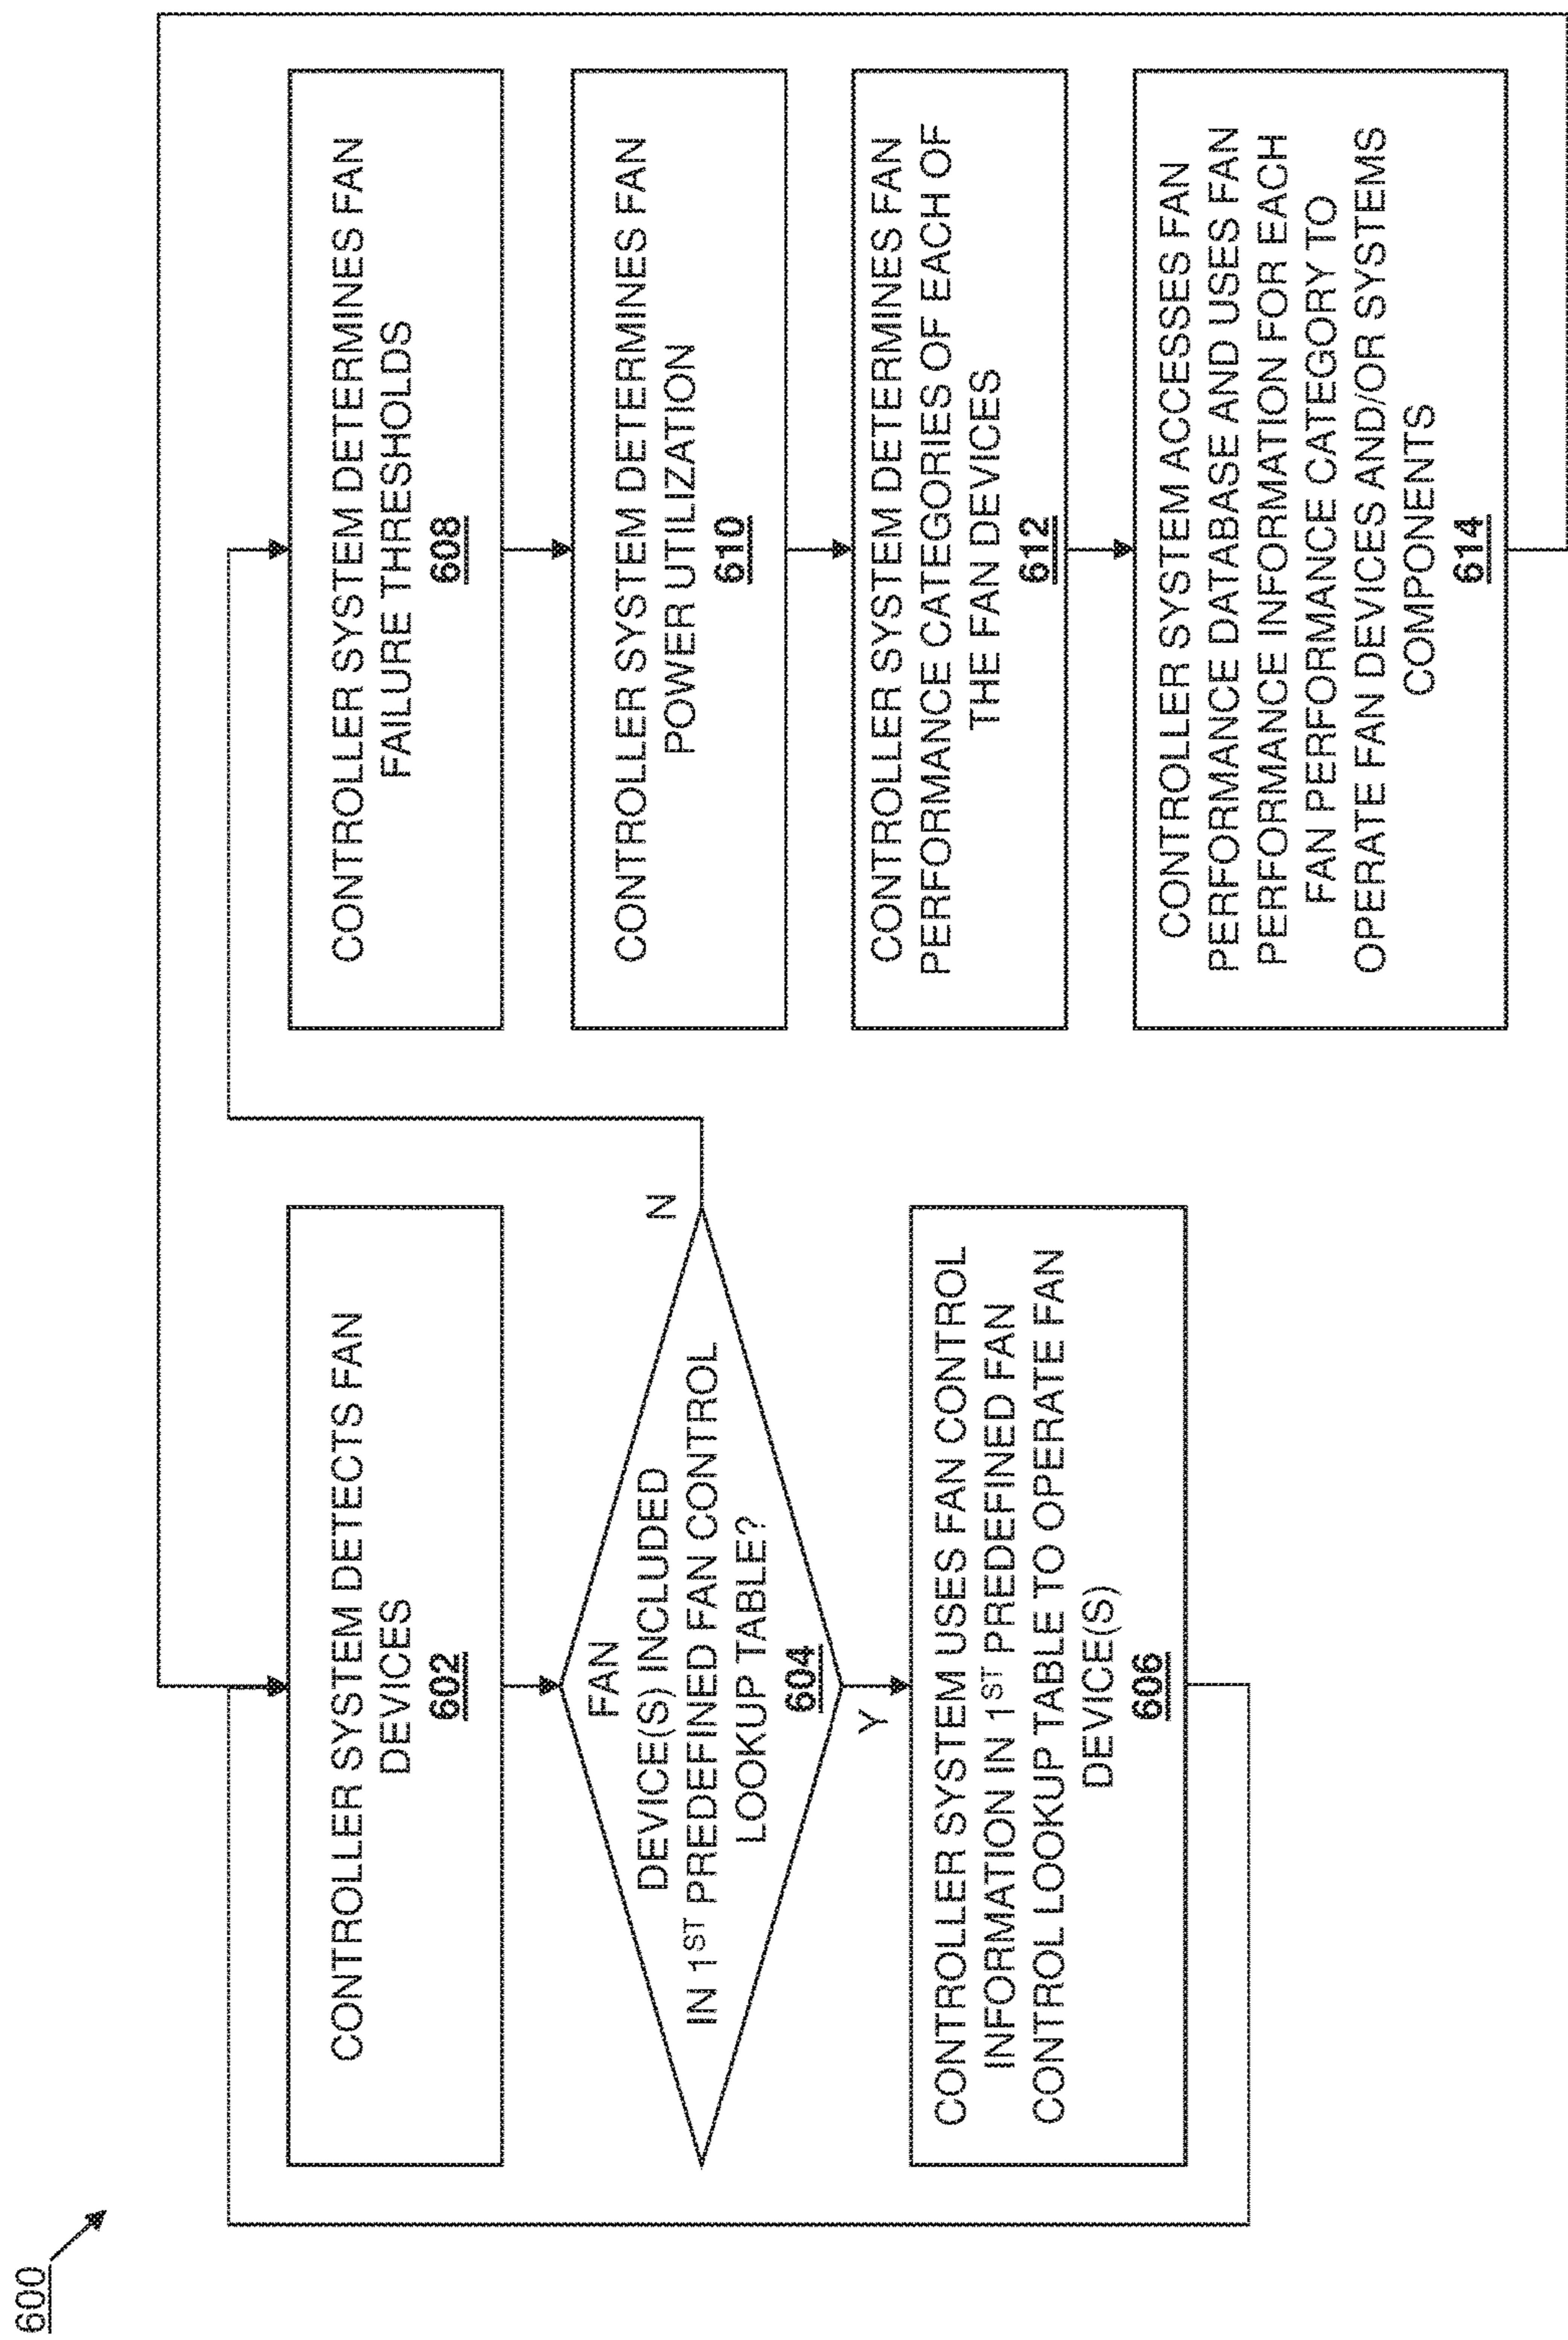 600
CONTROLLER SYSTEM DETECTS FAN
DEVICES
602
FAN
DEVICE(S) INCLUDED
IN 1ST PREDEFINED FAN CONTROL
LOOKUP TABLE?
604
N
Y
CONTROLLER SYSTEM USES FAN CONTROL
INFORMATION IN 1ST PREDEFINED FAN
CONTROL LOOKUP TABLE TO OPERATE FAN
DEVICE(S)
606
CONTROLLER SYSTEM DETERMINES FAN
FAILURE THRESHOLDS
608
CONTROLLER SYSTEM DETERMINES FAN
POWER UTILIZATION
610
CONTROLLER SYSTEM DETERMINES FAN
PERFORMANCE CATEGORIES OF EACH OF
THE FAN DEVICES
612
CONTROLLER SYSTEM ACCESSES FAN
PERFORMANCE DATABASE AND USES FAN
PERFORMANCE INFORMATION FOR EACH
FAN PERFORMANCE CATEGORY TO
OPERATE FAN DEVICES AND/OR SYSTEMS
COMPONENTS
614